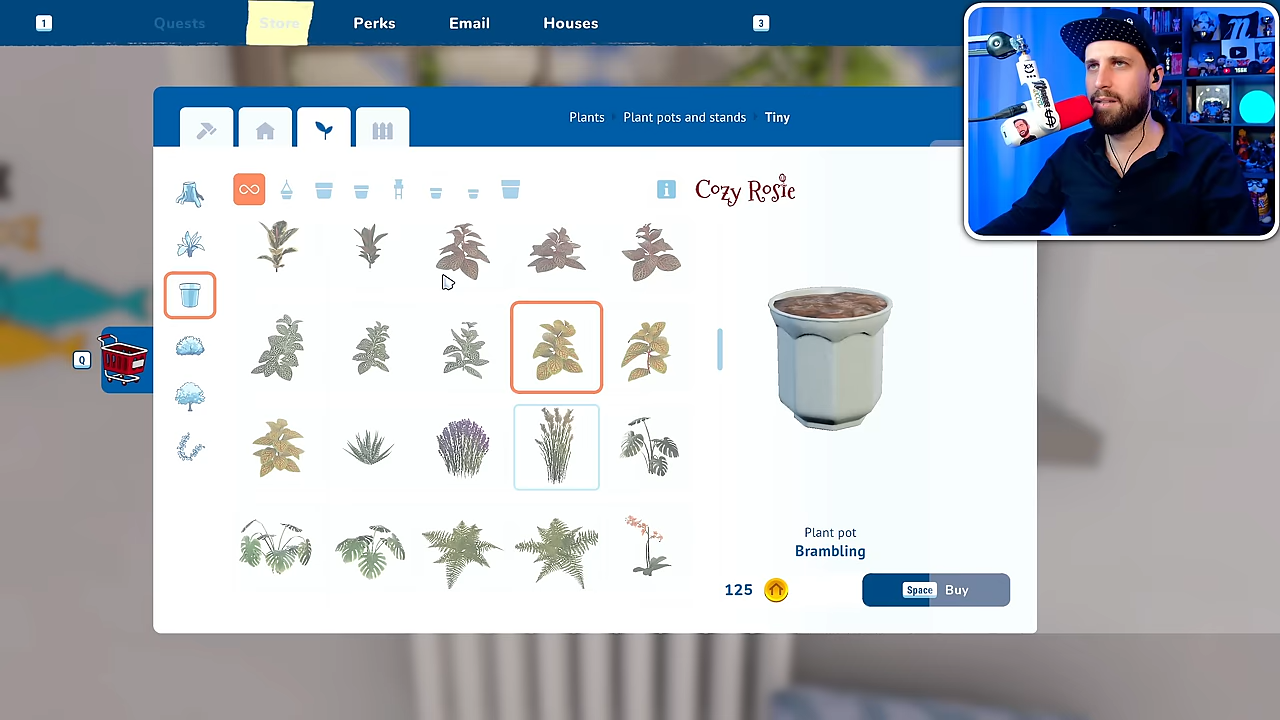 1
Quests
Store
Perks
Email
Houses
3
Plants
Plant pots and stands
Tiny
Cozy Rosie
Q
Plant pot
Brambling
125
Space
Buy